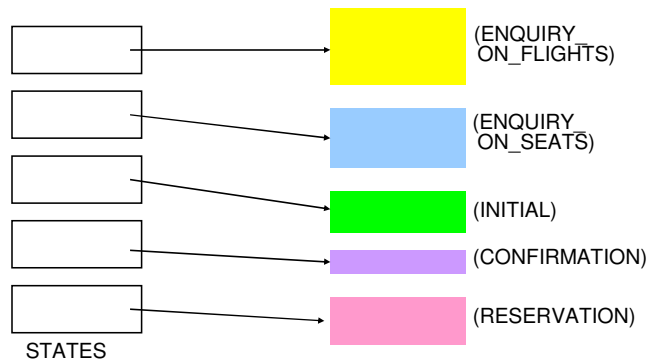 (ENQUIRY_
ON_FLIGHTS)
(ENQUIRY_
ON_SEATS)
(INITIAL)
(CONFIRMATION)
(RESERVATION)
STATES